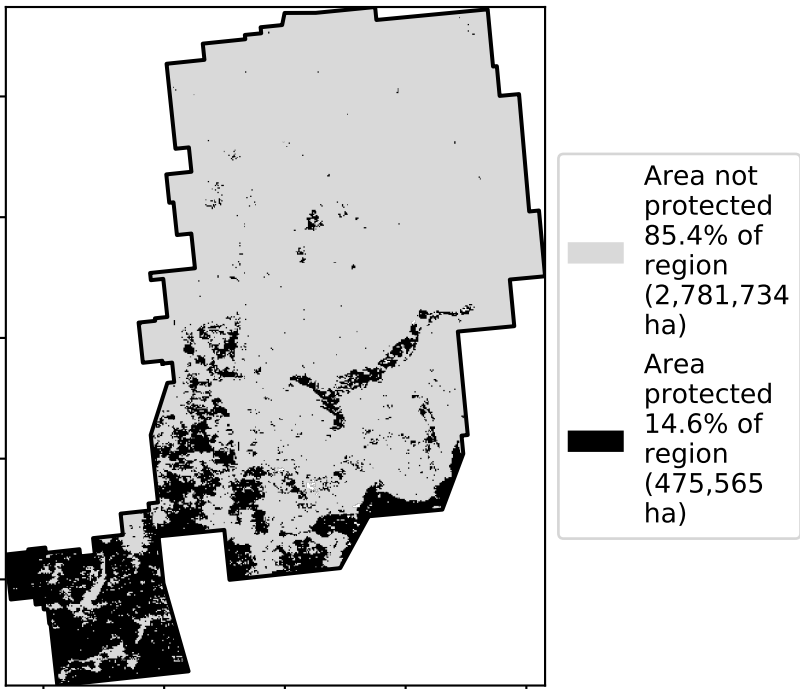 Area not
protected
85.4% of
region
(2,781,734
ha)
Area
protected
14.6% of
region
(475,565
ha)